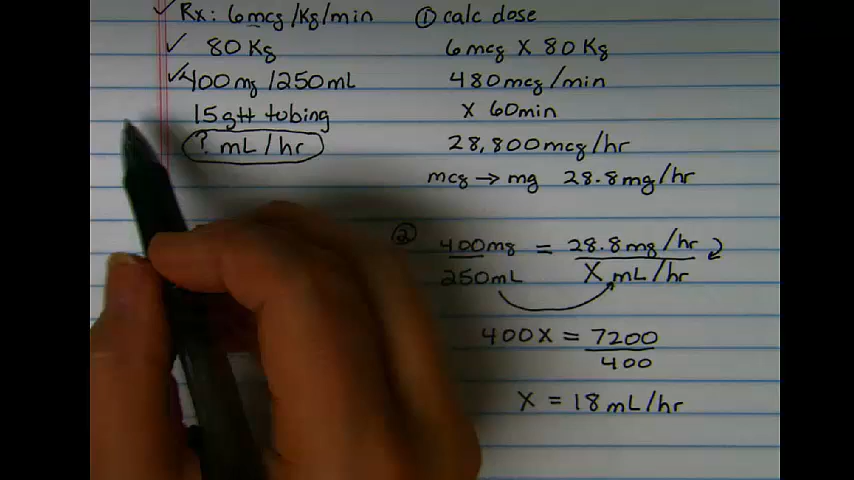 Rx: 6mcg/Kg/min
80 Kg
400mg/250mL
15gtt tubing
? mL/hr
① calc dose
6mcg X 80 Kg
480mcg/min
X 60min
28,800mcg/hr
mcg → mg 28.8mg/hr
② 400mg = 28.8mg/hr
250mL X mL/hr
400X = 7200
400
X = 18mL/hr